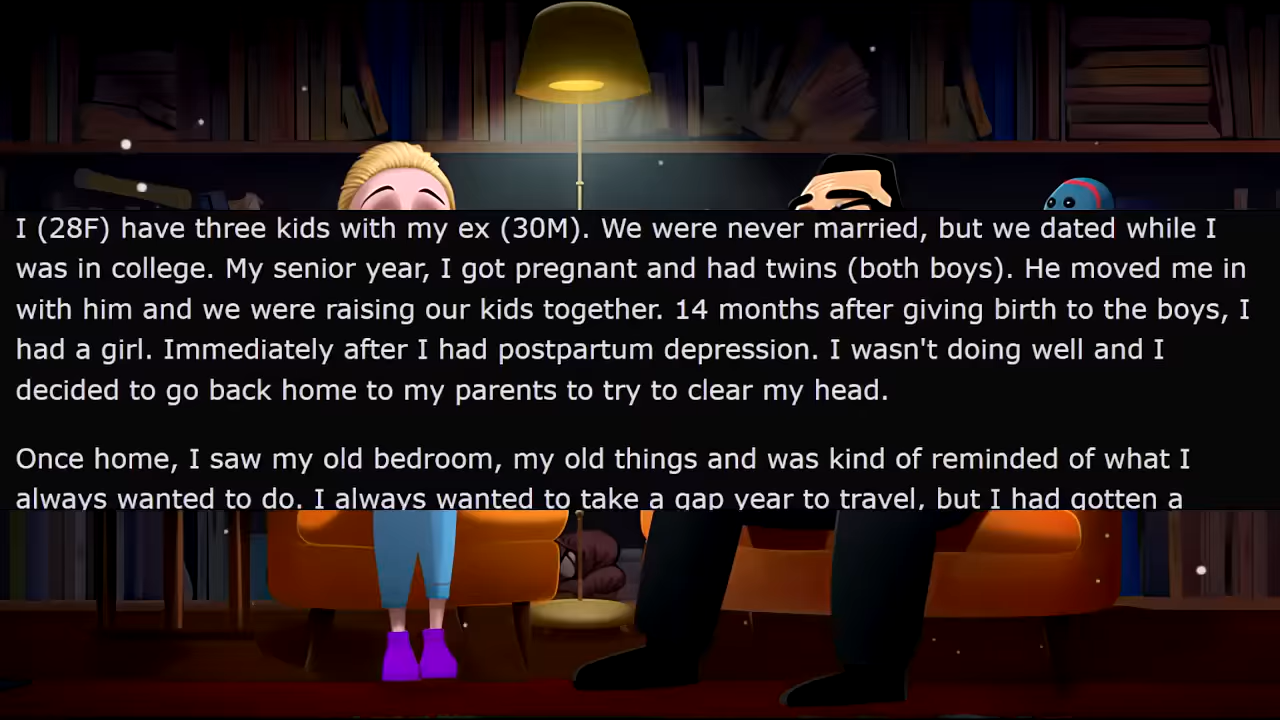 I (28F) have three kids with my ex (30M). We were never married, but we dated while I
was in college. My senior year, I got pregnant and had twins (both boys). He moved me in
with him and we were raising our kids together. 14 months after giving birth to the boys, I
had a girl. Immediately after I had postpartum depression. I wasn't doing well and I
decided to go back home to my parents to try to clear my head.
Once home, I saw my old bedroom, my old things and was kind of reminded of what I
always wanted to do. I always wanted to take a gap year to travel, but I had gotten a